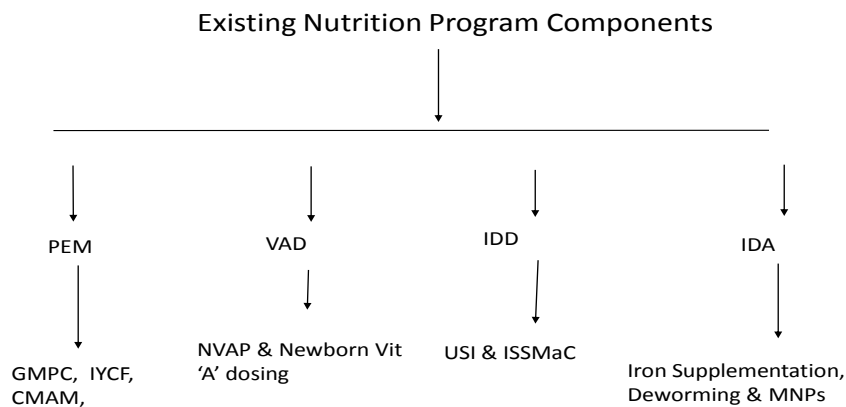 Existing Nutrition Program Components
PEM
VAD
IDD
IDA
GMPC, IYCF,
CMAM,
NVAP & Newborn Vit
‘A’ dosing
USI & ISSMaC
Iron Supplementation,
Deworming & MNPs